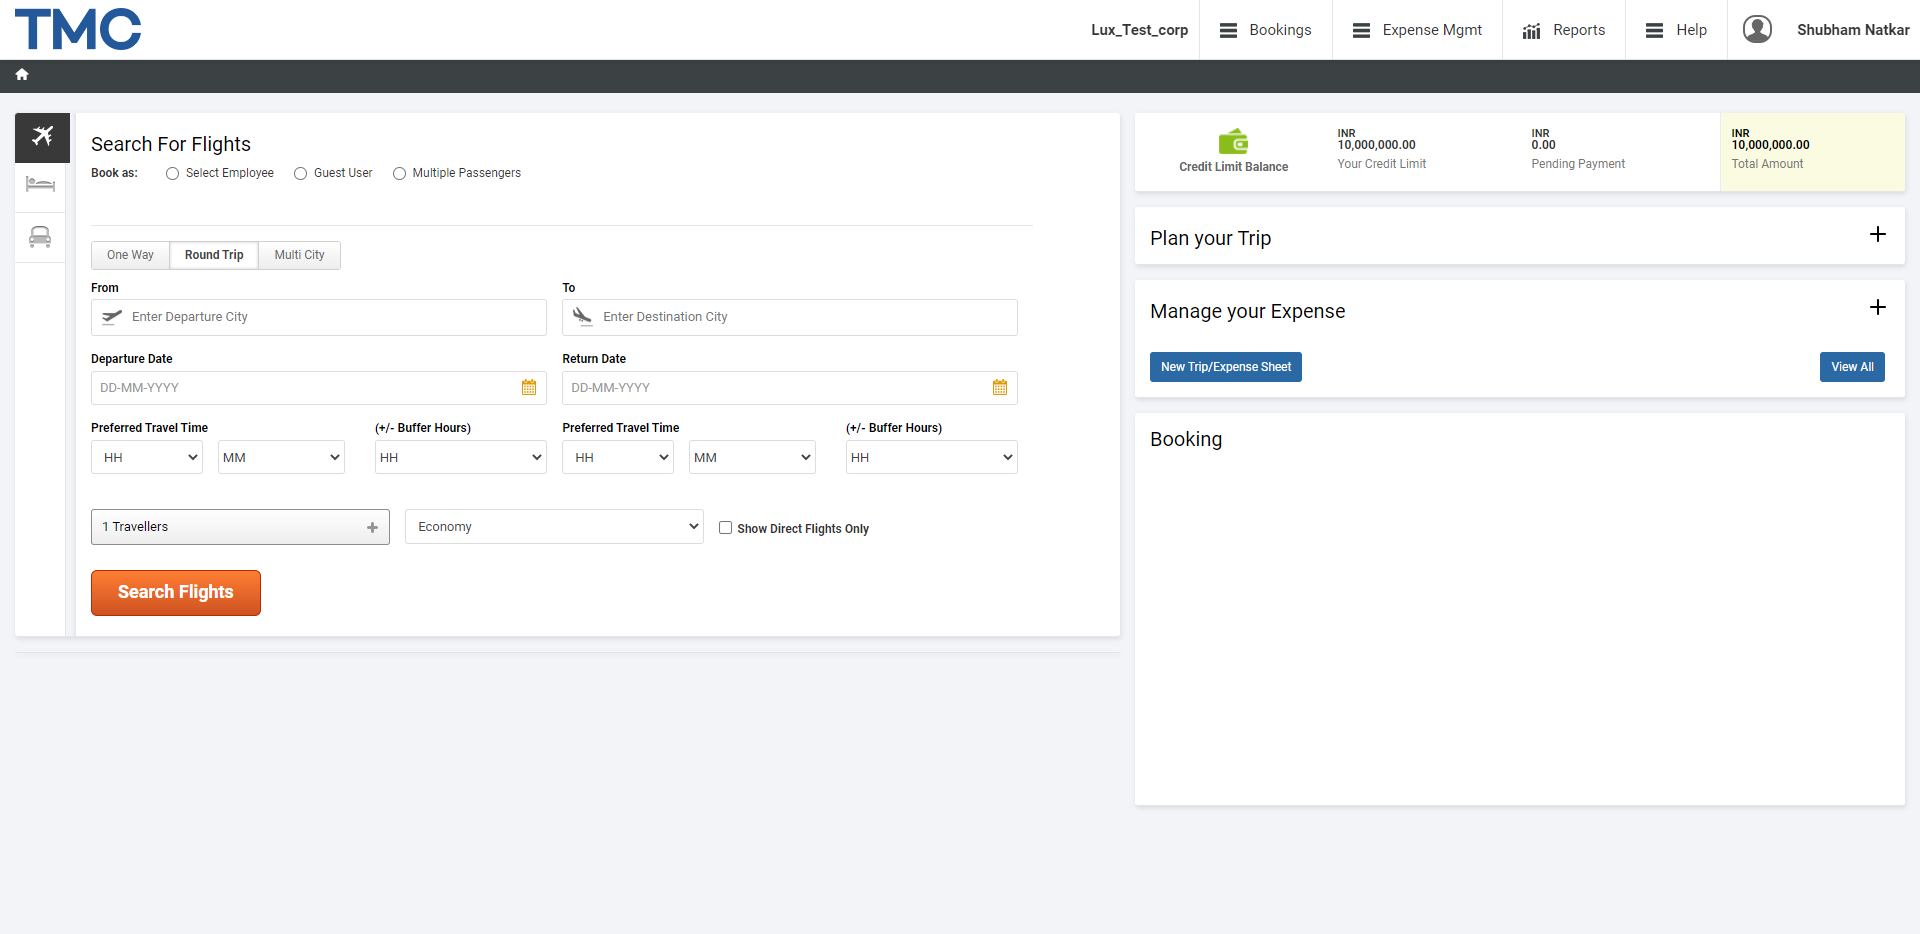 TMC
Lux_Test_corp
Bookings
Expense Mgmt
Reports
Help
Shubham Natkar
Search For Flights
Book as: Select Employee Guest User Multiple Passengers
One Way Round Trip Multi City
From To
Enter Departure City Enter Destination City
Departure Date Return Date
DD-MM-YYYY DD-MM-YYYY
Preferred Travel Time (+/- Buffer Hours) Preferred Travel Time (+/- Buffer Hours)
HH MM HH HH MM HH
1 Travellers Economy Show Direct Flights Only
Search Flights
Credit Limit Balance
INR
10,000,000.00
Your Credit Limit
INR
0.00
Pending Payment
INR
10,000,000.00
Total Amount
Plan your Trip
Manage your Expense
New Trip/Expense Sheet View All
Booking